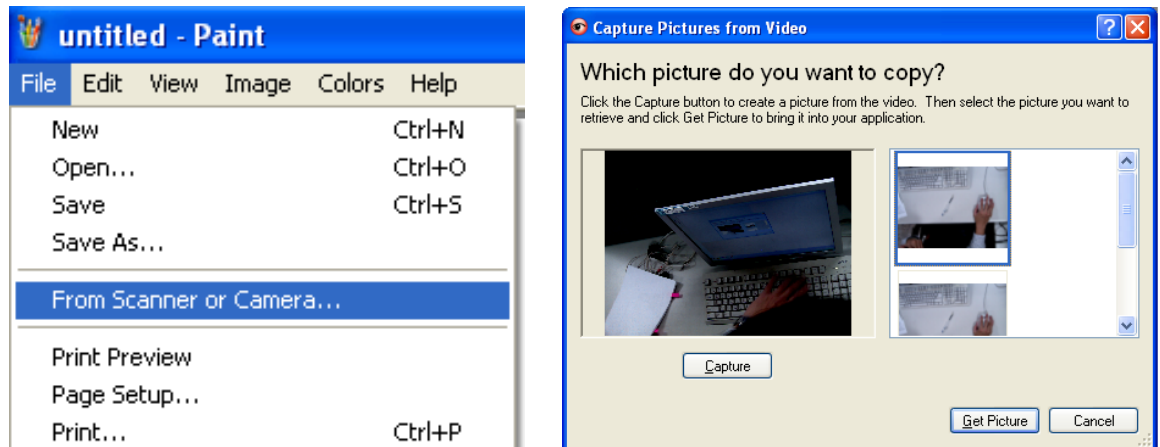 untitled - Paint
File Edit View Image Colors Help
New Ctrl+N
Open... Ctrl+O
Save Ctrl+S
Save As...
From Scanner or Camera...
Print Preview
Page Setup...
Print... Ctrl+P
Capture Pictures from Video
Which picture do you want to copy?
Click the Capture button to create a picture from the video. Then select the picture you want to
retrieve and click Get Picture to bring it into your application.
Capture
Get Picture Cancel